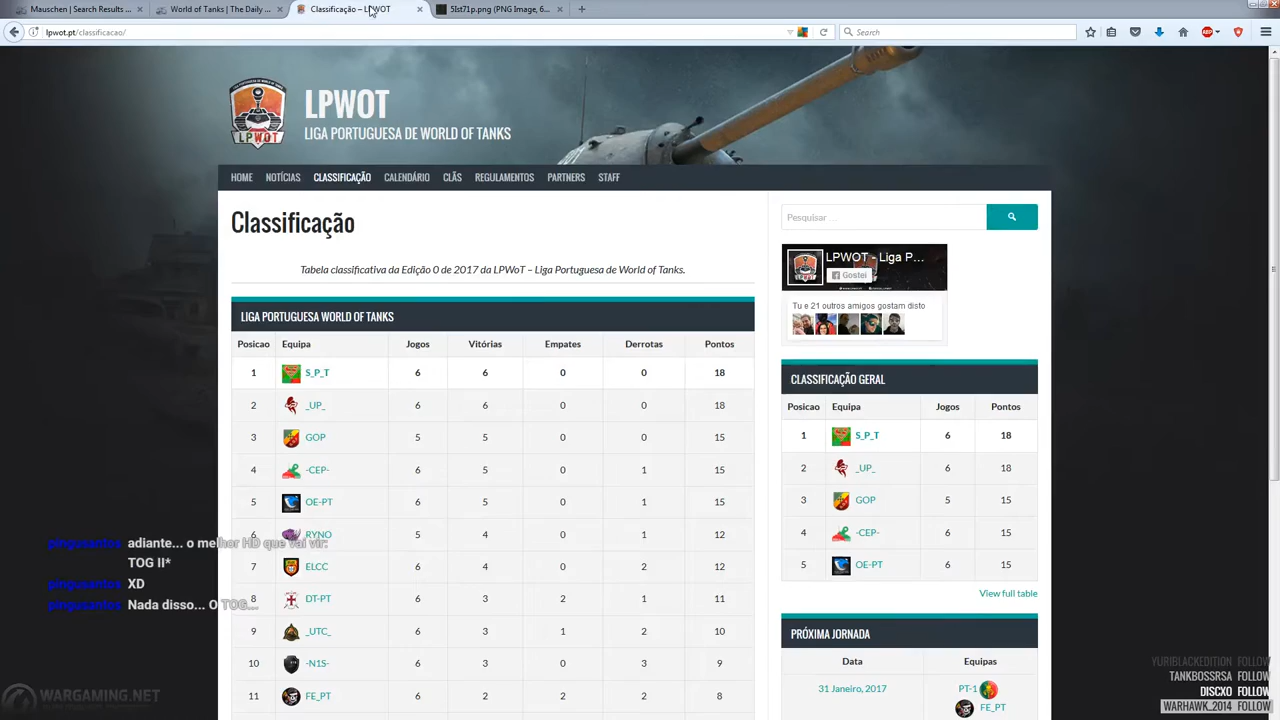 Mauschen | Search Results ...
World of Tanks | The Daily ...
Classificação – LPWOT
5Ist71p.png (PNG Image, 6...
lpwot.pt/classificacao/
Search
LPWOT
LIGA PORTUGUESA DE WORLD OF TANKS
LPWOT
HOME NOTÍCIAS CLASSIFICAÇÃO CALENDÁRIO CLÃS REGULAMENTOS PARTNERS STAFF
Classificação
Tabela classificativa da Edição 0 de 2017 da LPWoT – Liga Portuguesa de World of Tanks.
LIGA PORTUGUESA WORLD OF TANKS
Posicao Equipa Jogos Vitórias Empates Derrotas Pontos
1 S_P_T 6 6 0 0 18
2 _UP_ 6 6 0 0 18
3 GOP 5 5 0 0 15
4 -CEP- 6 5 0 1 15
5 OE-PT 6 5 0 1 15
6 RYNO 5 4 0 1 12
7 ELCC 6 4 0 2 12
8 DT-PT 6 3 2 1 11
9 _UTC_ 6 3 1 2 10
10 -N1S- 6 3 0 3 9
11 FE_PT 6 2 2 2 8
Pesquisar ...
LPWOT - Liga P...
Gostei
Tu e 21 outros amigos gostam disto
CLASSIFICAÇÃO GERAL
Posicao Equipa Jogos Pontos
1 S_P_T 6 18
2 _UP_ 6 18
3 GOP 5 15
4 -CEP- 6 15
5 OE-PT 6 15
View full table
PRÓXIMA JORNADA
Data Equipas
31 Janeiro, 2017 PT-1
FE_PT
pingusantos adiante... o melhor HD que vai vir:
TOG II*
pingusantos XD
pingusantos Nada disso... O TOG...
WARGAMING.NET
YURIBLACKEDITION FOLLOW
TANKBOSSRSA FOLLOW
DISCXO FOLLOW
WARHAWK_2014 FOLLOW